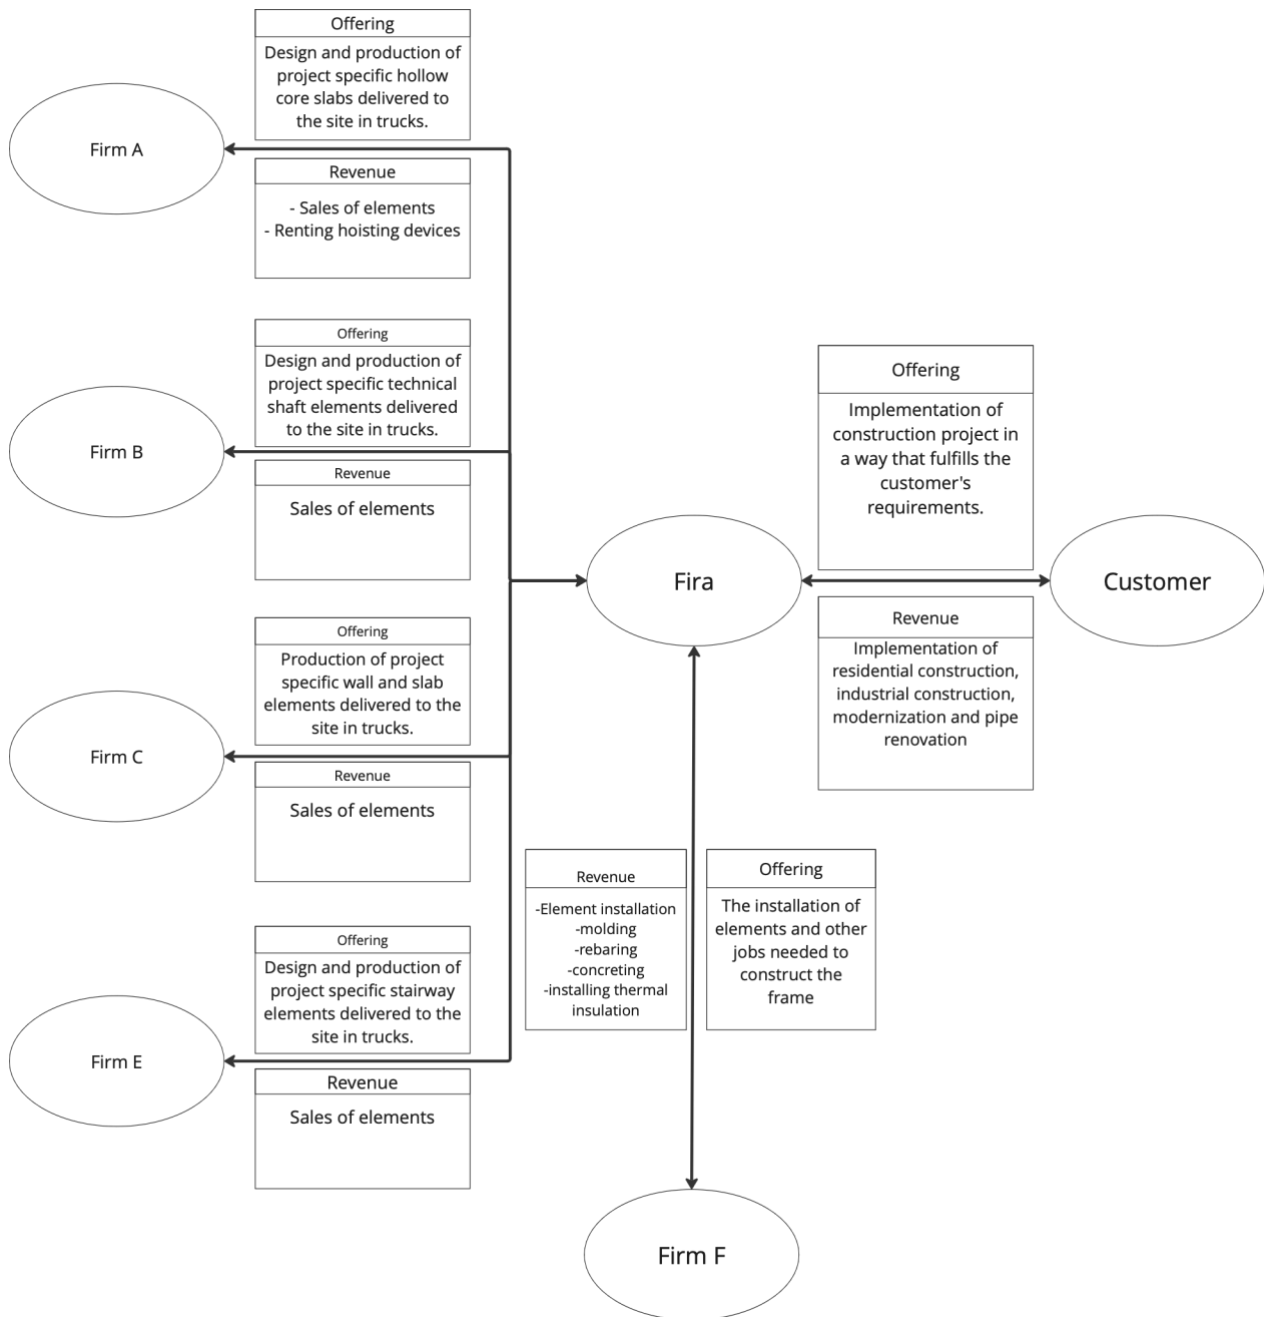 Offering
Design and production of
project specific hollow
core slabs delivered to
the site in trucks.
Firm A
Revenue
- Sales of elements
- Renting hoisting devices
Offering
Design and production of
project specific technical
shaft elements delivered
to the site in trucks.
Firm B
Revenue
Sales of elements
Offering
Production of project
specific wall and slab
elements delivered to the
site in trucks.
Firm C
Revenue
Sales of elements
Offering
Design and production of
project specific stairway
elements delivered to the
site in trucks.
Firm E
Revenue
Sales of elements
Fira
Offering
Implementation of
construction project in
a way that fulfills the
customer's
requirements.
Customer
Revenue
Implementation of
residential construction,
industrial construction,
modernization and pipe
renovation
Revenue
-Element installation
-molding
-rebaring
-concreting
-installing thermal
insulation
Offering
The installation of
elements and other
jobs needed to
construct the
frame
Firm F